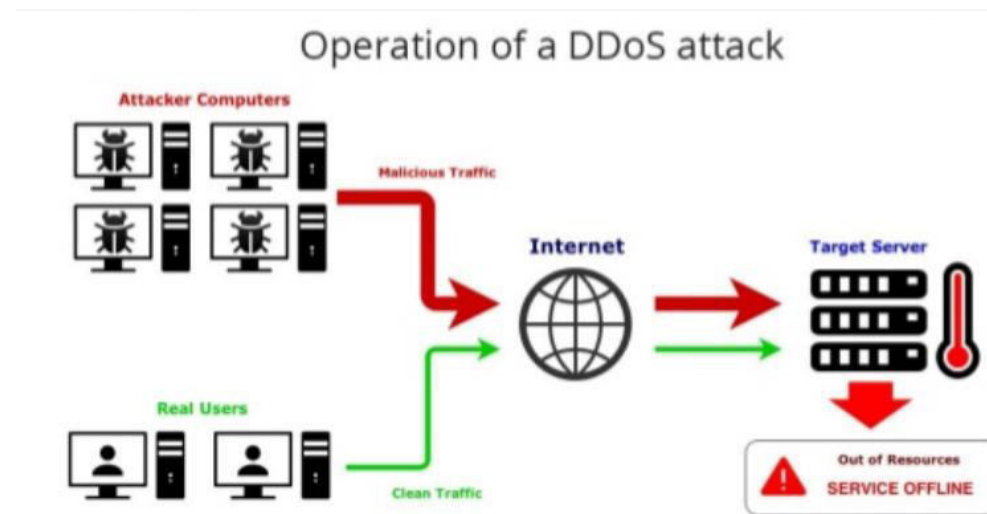 Operation of a DDoS attack
Attacker Computers
Malicious Traffic
Internet
Target Server
Real Users
Clean Traffic
Out of Resources
SERVICE OFFLINE